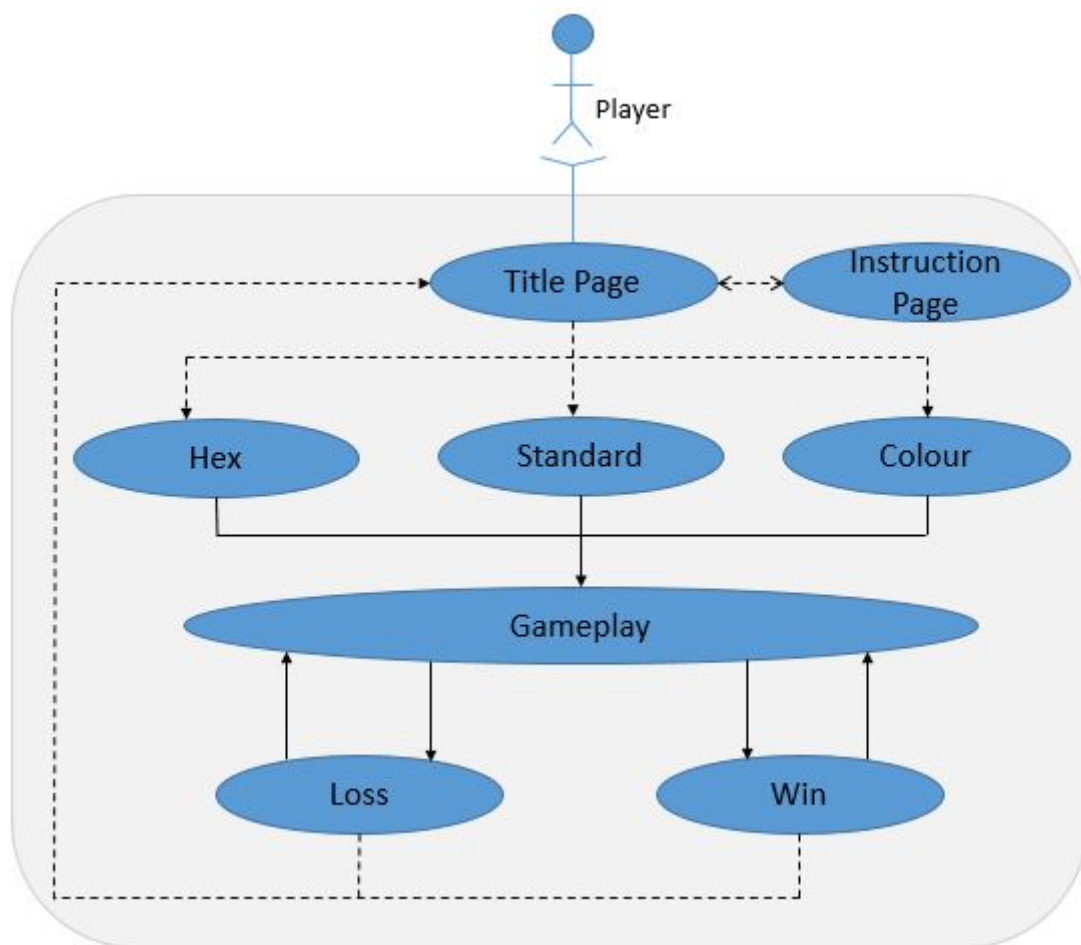 Player
Title Page
Instruction
Page
Hex
Standard
Colour
Gameplay
Loss
Win